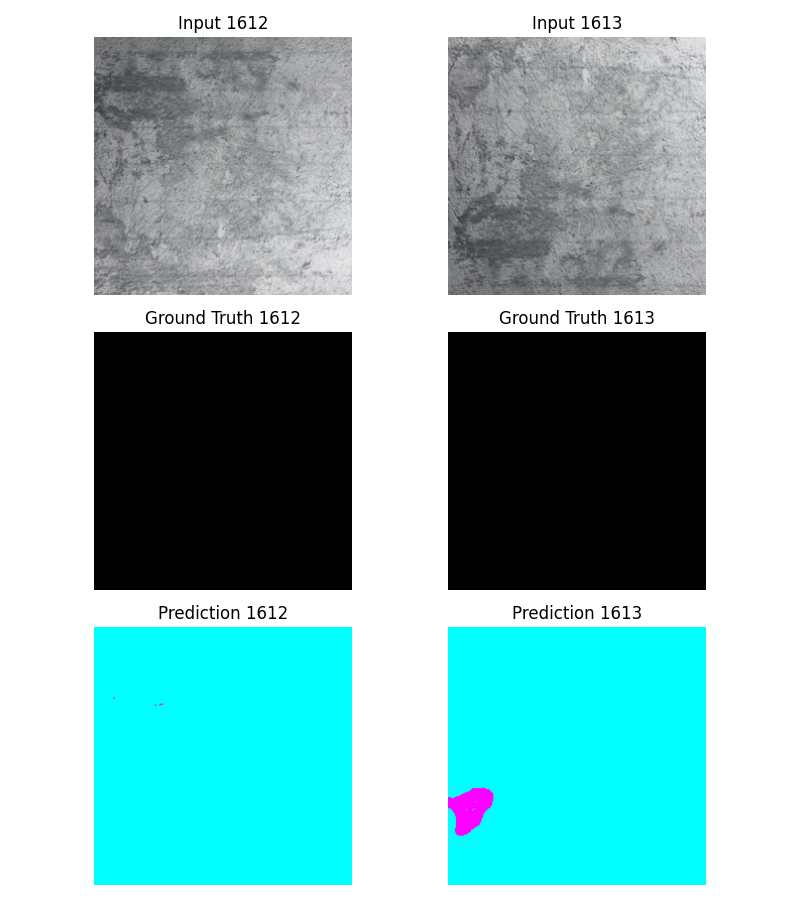 Input 1612
Input 1613
Ground Truth 1612
Ground Truth 1613
Prediction 1612
Prediction 1613